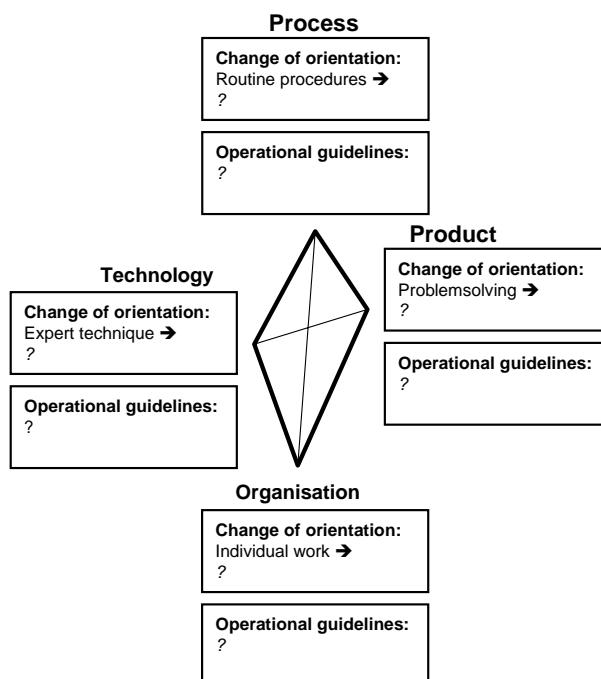 Process
Change of orientation:
Routine procedures ➔
?
Operational guidelines:
?
Product
Change of orientation:
Problemsolving ➔
?
Operational guidelines:
?
Technology
Change of orientation:
Expert technique ➔
?
Operational guidelines:
?
Organisation
Change of orientation:
Individual work ➔
?
Operational guidelines:
?